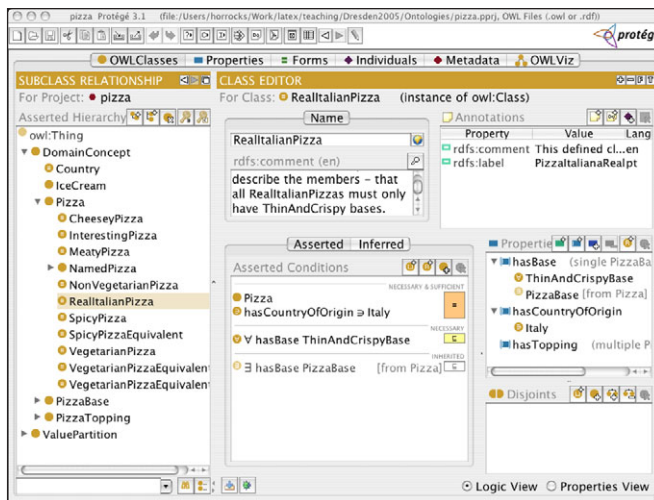 pizza Protégé 3.1 (file:/Users/horrocks/Work/latex/teaching/Dresden2005/Ontologies/pizza.pprj, OWL Files (.owl or .rdf))
protégé
OWLClasses Properties Forms Individuals Metadata OWLViz
SUBCLASS RELATIONSHIP
For Project: pizza
Asserted Hierarchy
owl:Thing
DomainConcept
Country
IceCream
Pizza
CheeseyPizza
InterestingPizza
MeatyPizza
NamedPizza
NonVegetarianPizza
RealItalianPizza
SpicyPizza
SpicyPizzaEquivalent
VegetarianPizza
VegetarianPizzaEquivalent
VegetarianPizzaEquivalent
PizzaBase
PizzaTopping
ValuePartition
CLASS EDITOR
For Class: RealItalianPizza (instance of owl:Class)
Name
RealItalianPizza
rdfs:comment (en)
describe the members – that
all RealItalianPizzas must only
have ThinAndCrispy bases.
Annotations
Property Value Lang
rdfs:comment This defined cl...en
rdfs:label PizzaItalianaRealpt
Asserted Inferred
Asserted Conditions
NECESSARY & SUFFICIENT
Pizza
hasCountryOfOrigin ∋ Italy
=
NECESSARY
∀ hasBase ThinAndCrispyBase ⊑
INHERITED
∃ hasBase PizzaBase [from Pizza] ⊑
Propertie
hasBase (single PizzaBa
ThinAndCrispyBase
PizzaBase [from Pizza]
hasCountryOfOrigin
Italy
hasTopping (multiple P
Disjoints
Logic View Properties View